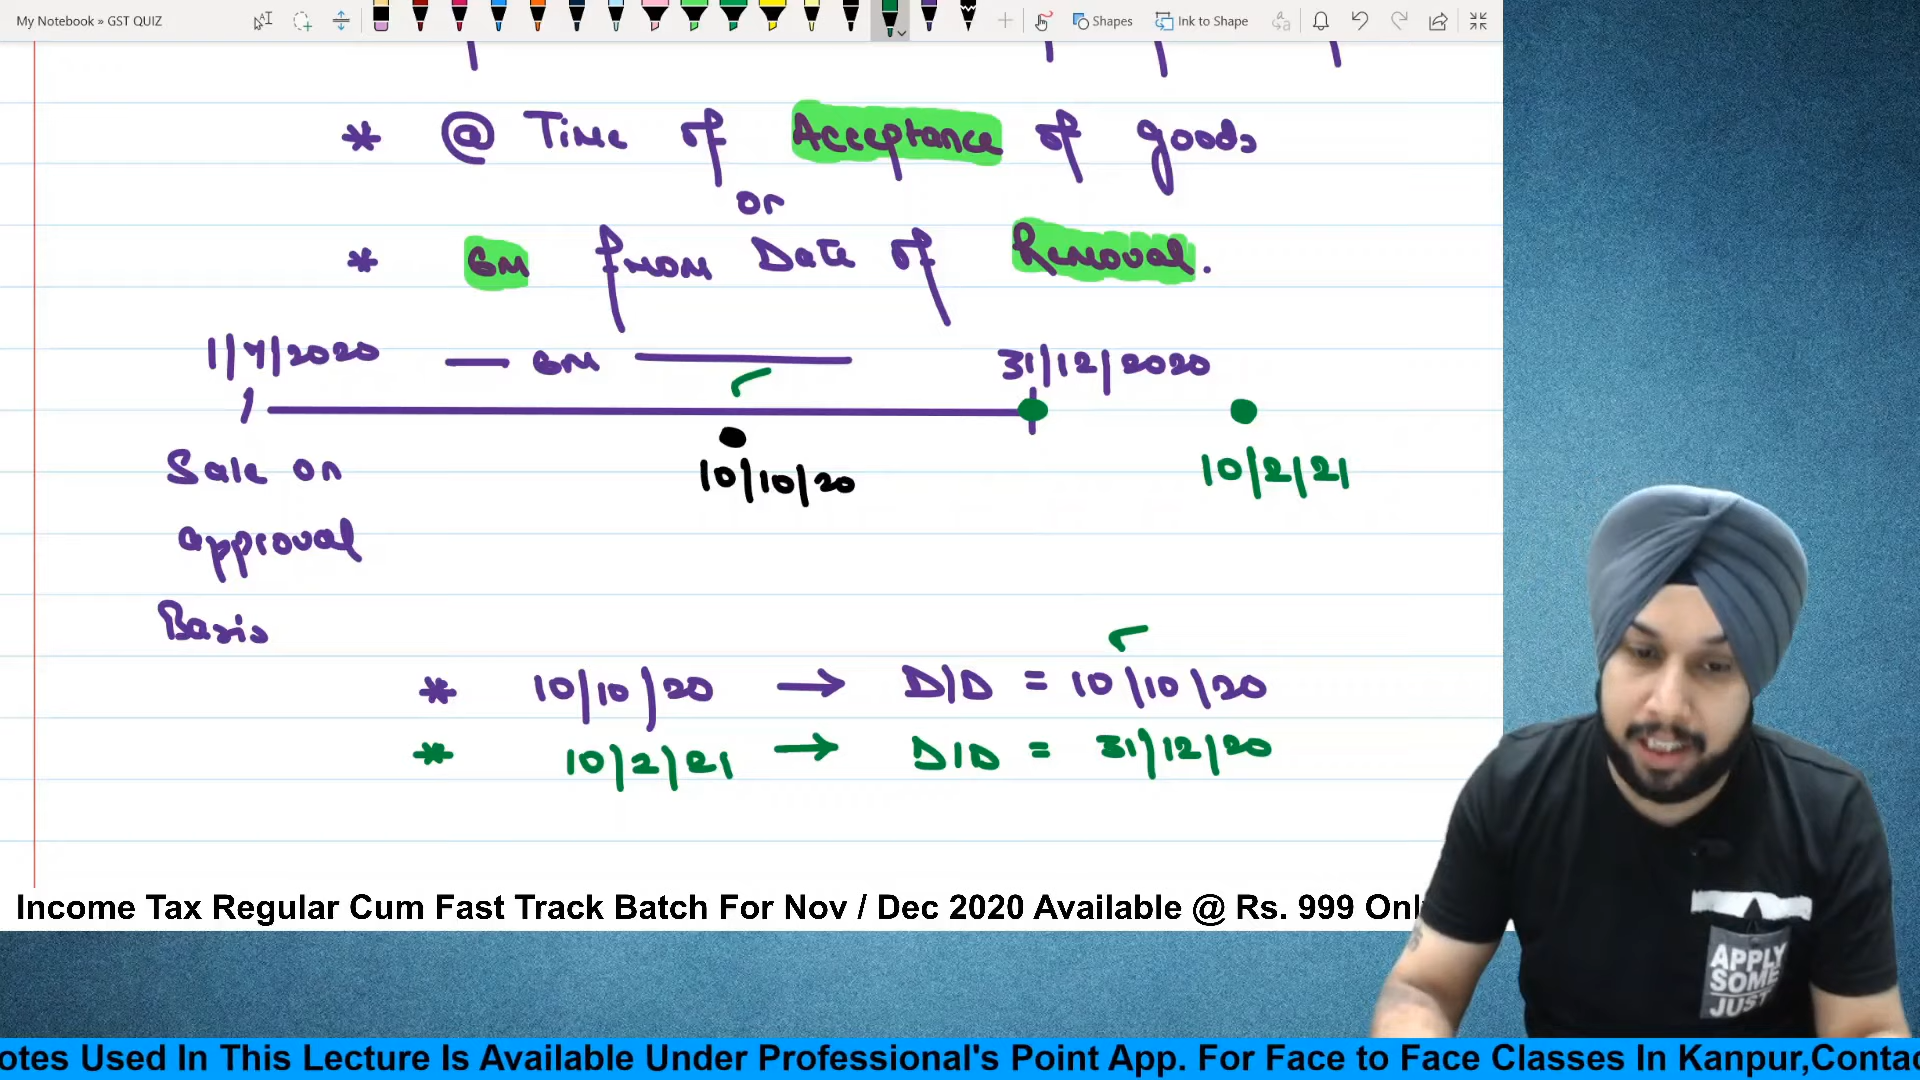 My Notebook » GST QUIZ
Shapes
Ink to Shape
* @ Time of Acceptance of goods
or
* 6M from Date of Removal.
1/7/2020 — 6M — 31/12/2020
10/10/20
10/2/21
Sale on
approval
Basis
* 10/10/20 → D/D = 10/10/20
* 10/2/21 → D/D = 31/12/20
Income Tax Regular Cum Fast Track Batch For Nov / Dec 2020 Available @ Rs. 999 Onl
APPLY
SOME
JUST
otes Used In This Lecture Is Available Under Professional's Point App. For Face to Face Classes In Kanpur,Contac